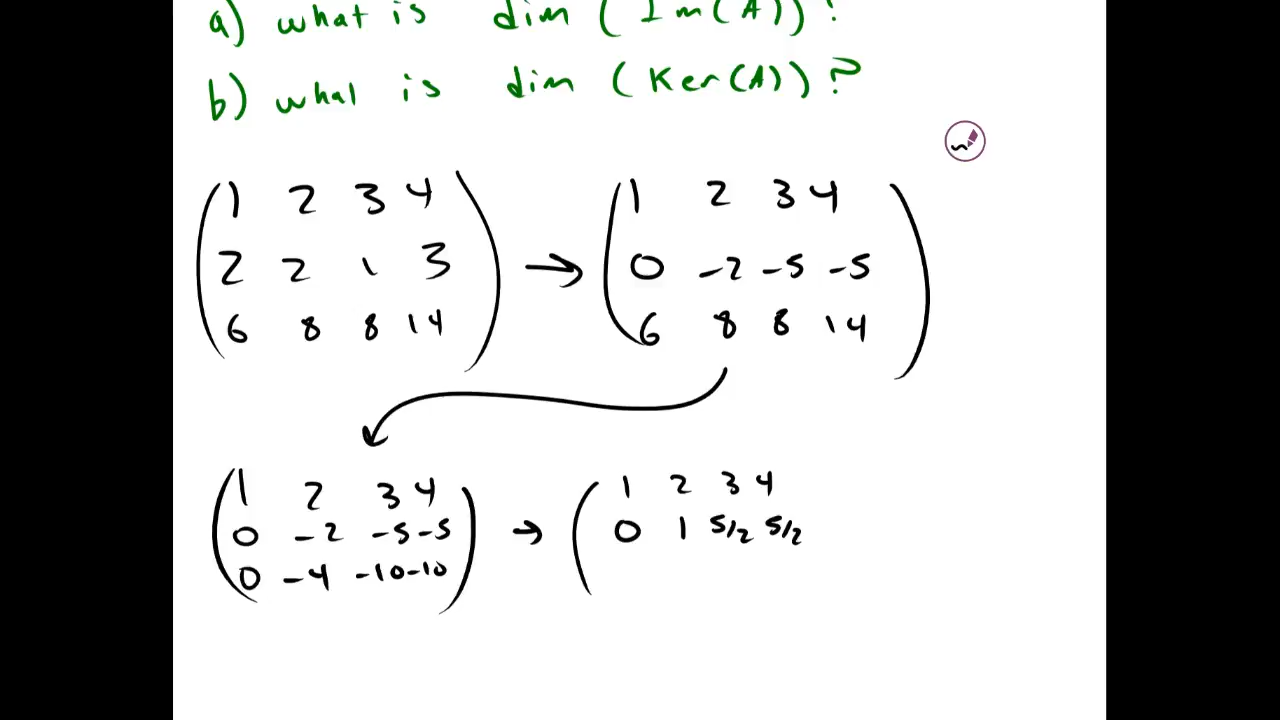 a) what is dim (Im(A))?
b) what is dim (Ker(A))?
( 1 2 3 4 ) ( 1 2 3 4 )
( 2 2 1 3 ) → ( 0 -2 -5 -5 )
( 6 8 8 14 ) ( 6 8 8 14 )
( 1 2 3 4 ) ( 1 2 3 4
( 0 -2 -5 -5 ) → ( 0 1 5/2 5/2
( 0 -4 -10 -10 )